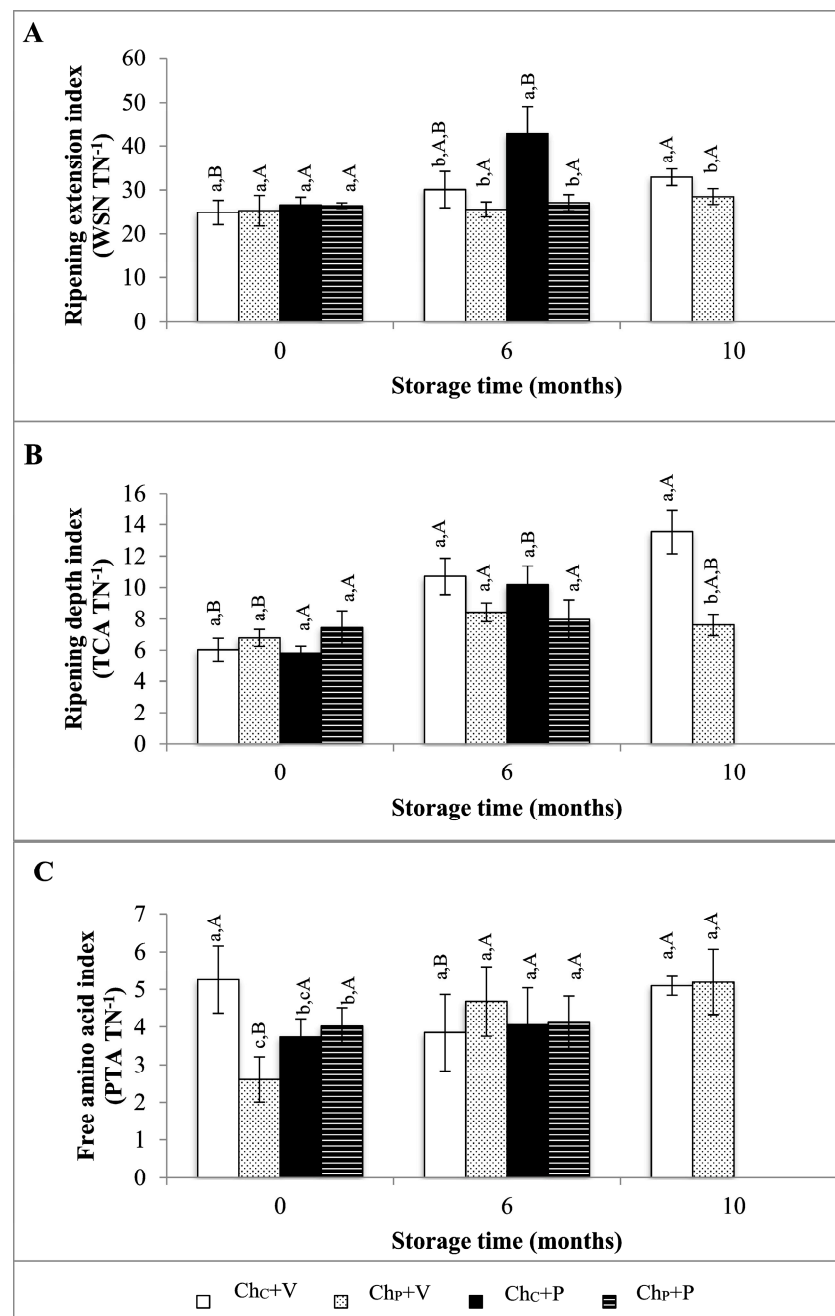 A
Ripening extension index
(WSN TN-1)
60
50
40
30
20
10
0
a,B
a,A
a,A
a,A
b,A,B
b,A
a,B
b,A
a,A
b,A
0
6
10
Storage time (months)
B
Ripening depth index
(TCA TN-1)
16
14
12
10
8
6
4
2
0
a,B
a,B
a,A
a,A
a,A
a,A
a,B
a,A
a,A
b,A,B
0
6
10
Storage time (months)
C
Free amino acid index
(PTA TN-1)
7
6
5
4
3
2
1
0
a,A
c,B
b,cA
b,A
a,B
a,A
a,A
a,A
a,A
a,A
0
6
10
Storage time (months)
ChC+V ChP+V ChC+P ChP+P